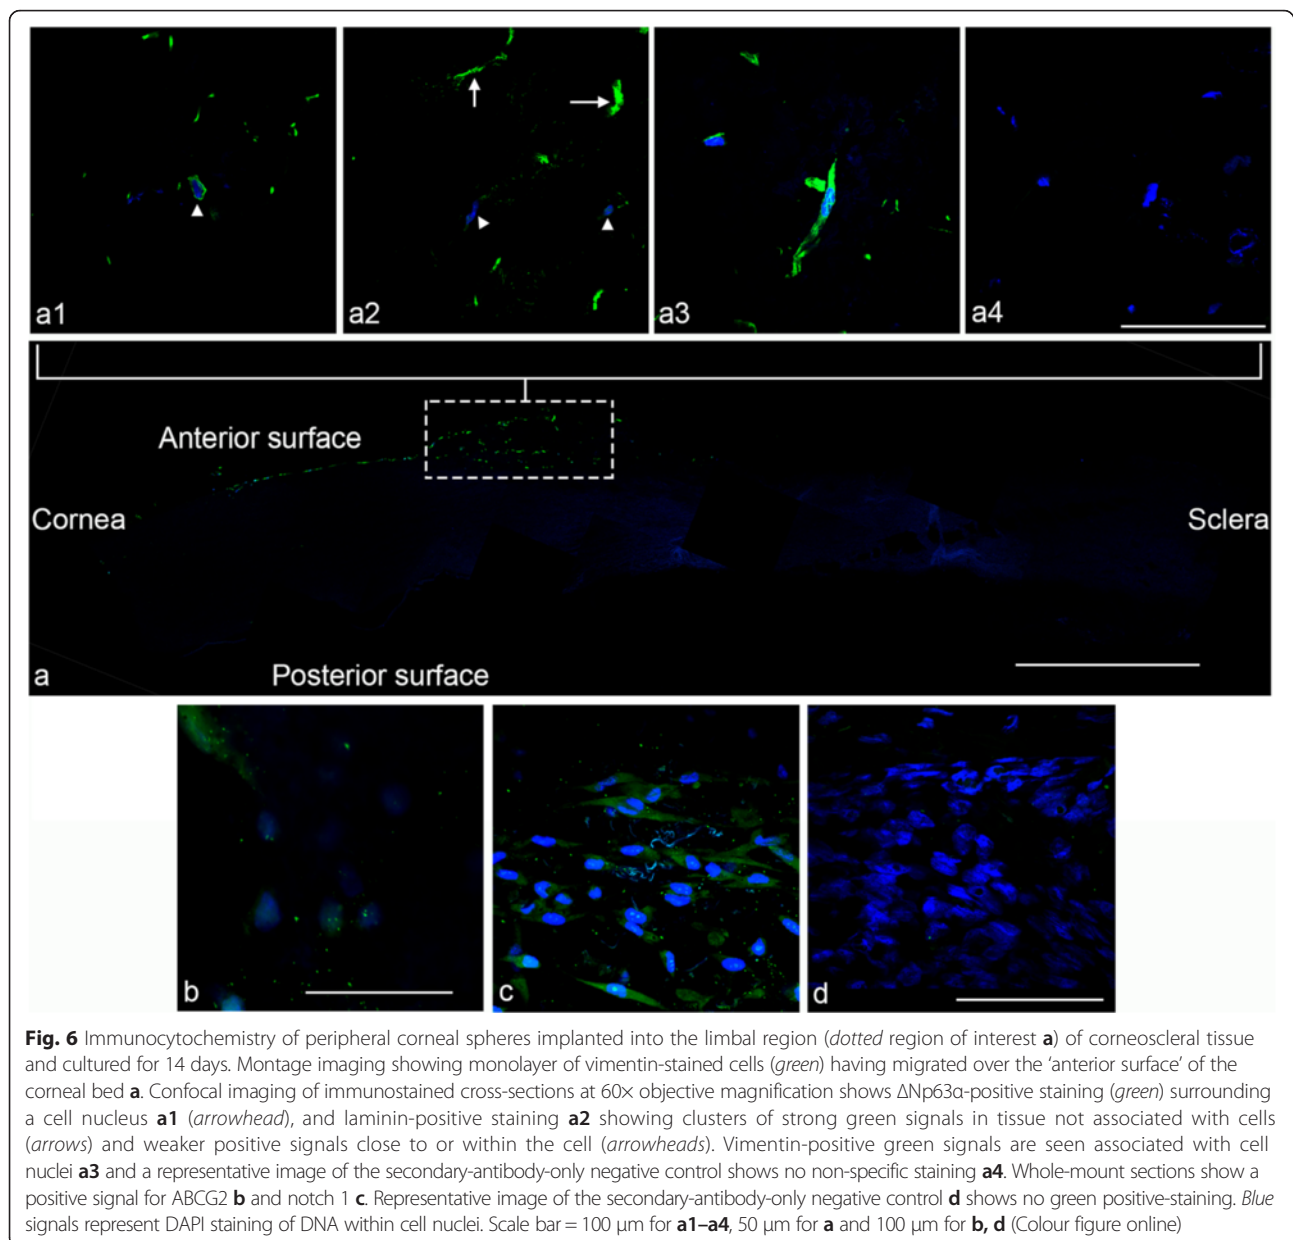 a1
a2
a3
a4
Anterior surface
Cornea
Sclera
a
Posterior surface
b
c
d
Fig. 6 Immunocytochemistry of peripheral corneal spheres implanted into the limbal region (dotted region of interest a) of corneoscleral tissue
and cultured for 14 days. Montage imaging showing monolayer of vimentin-stained cells (green) having migrated over the ‘anterior surface’ of the
corneal bed a. Confocal imaging of immunostained cross-sections at 60× objective magnification shows ΔNp63α-positive staining (green) surrounding
a cell nucleus a1 (arrowhead), and laminin-positive staining a2 showing clusters of strong green signals in tissue not associated with cells
(arrows) and weaker positive signals close to or within the cell (arrowheads). Vimentin-positive green signals are seen associated with cell
nuclei a3 and a representative image of the secondary-antibody-only negative control shows no non-specific staining a4. Whole-mount sections show a
positive signal for ABCG2 b and notch 1 c. Representative image of the secondary-antibody-only negative control d shows no green positive-staining. Blue
signals represent DAPI staining of DNA within cell nuclei. Scale bar = 100 μm for a1–a4, 50 μm for a and 100 μm for b, d (Colour figure online)